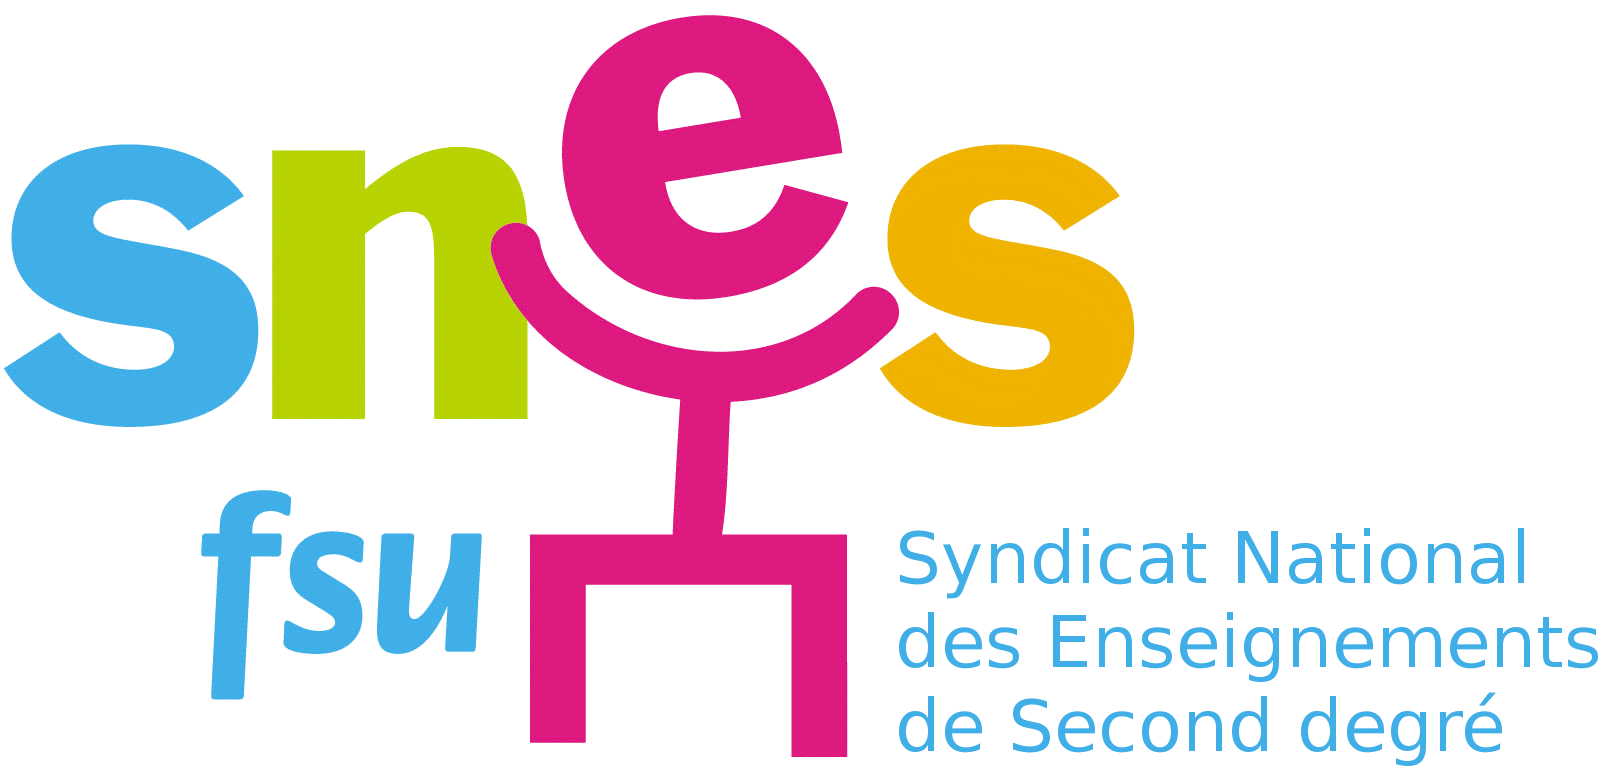 snes
fsu
Syndicat National
des Enseignements
de Second degré